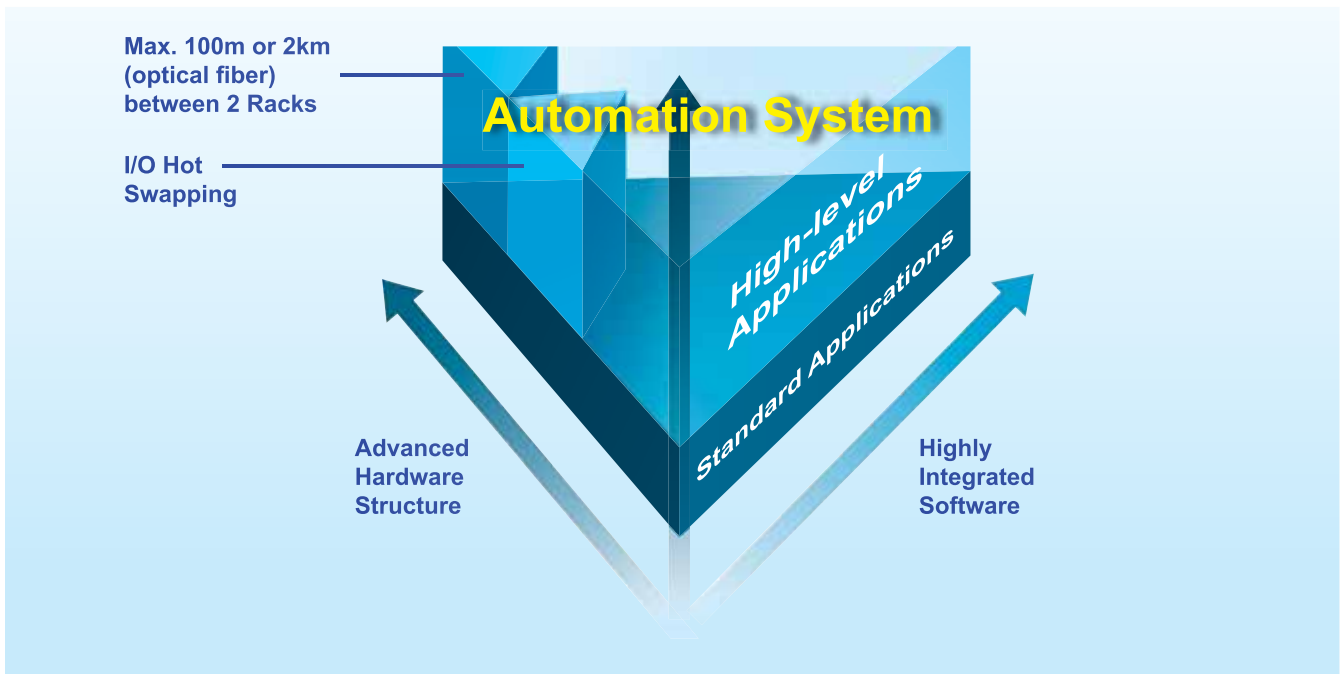 Max. 100m or 2km
(optical fiber)
between 2 Racks
Automation System
I/O Hot
Swapping
High-level
Applications
Standard Applications
Advanced
Hardware
Structure
Highly
Integrated
Software